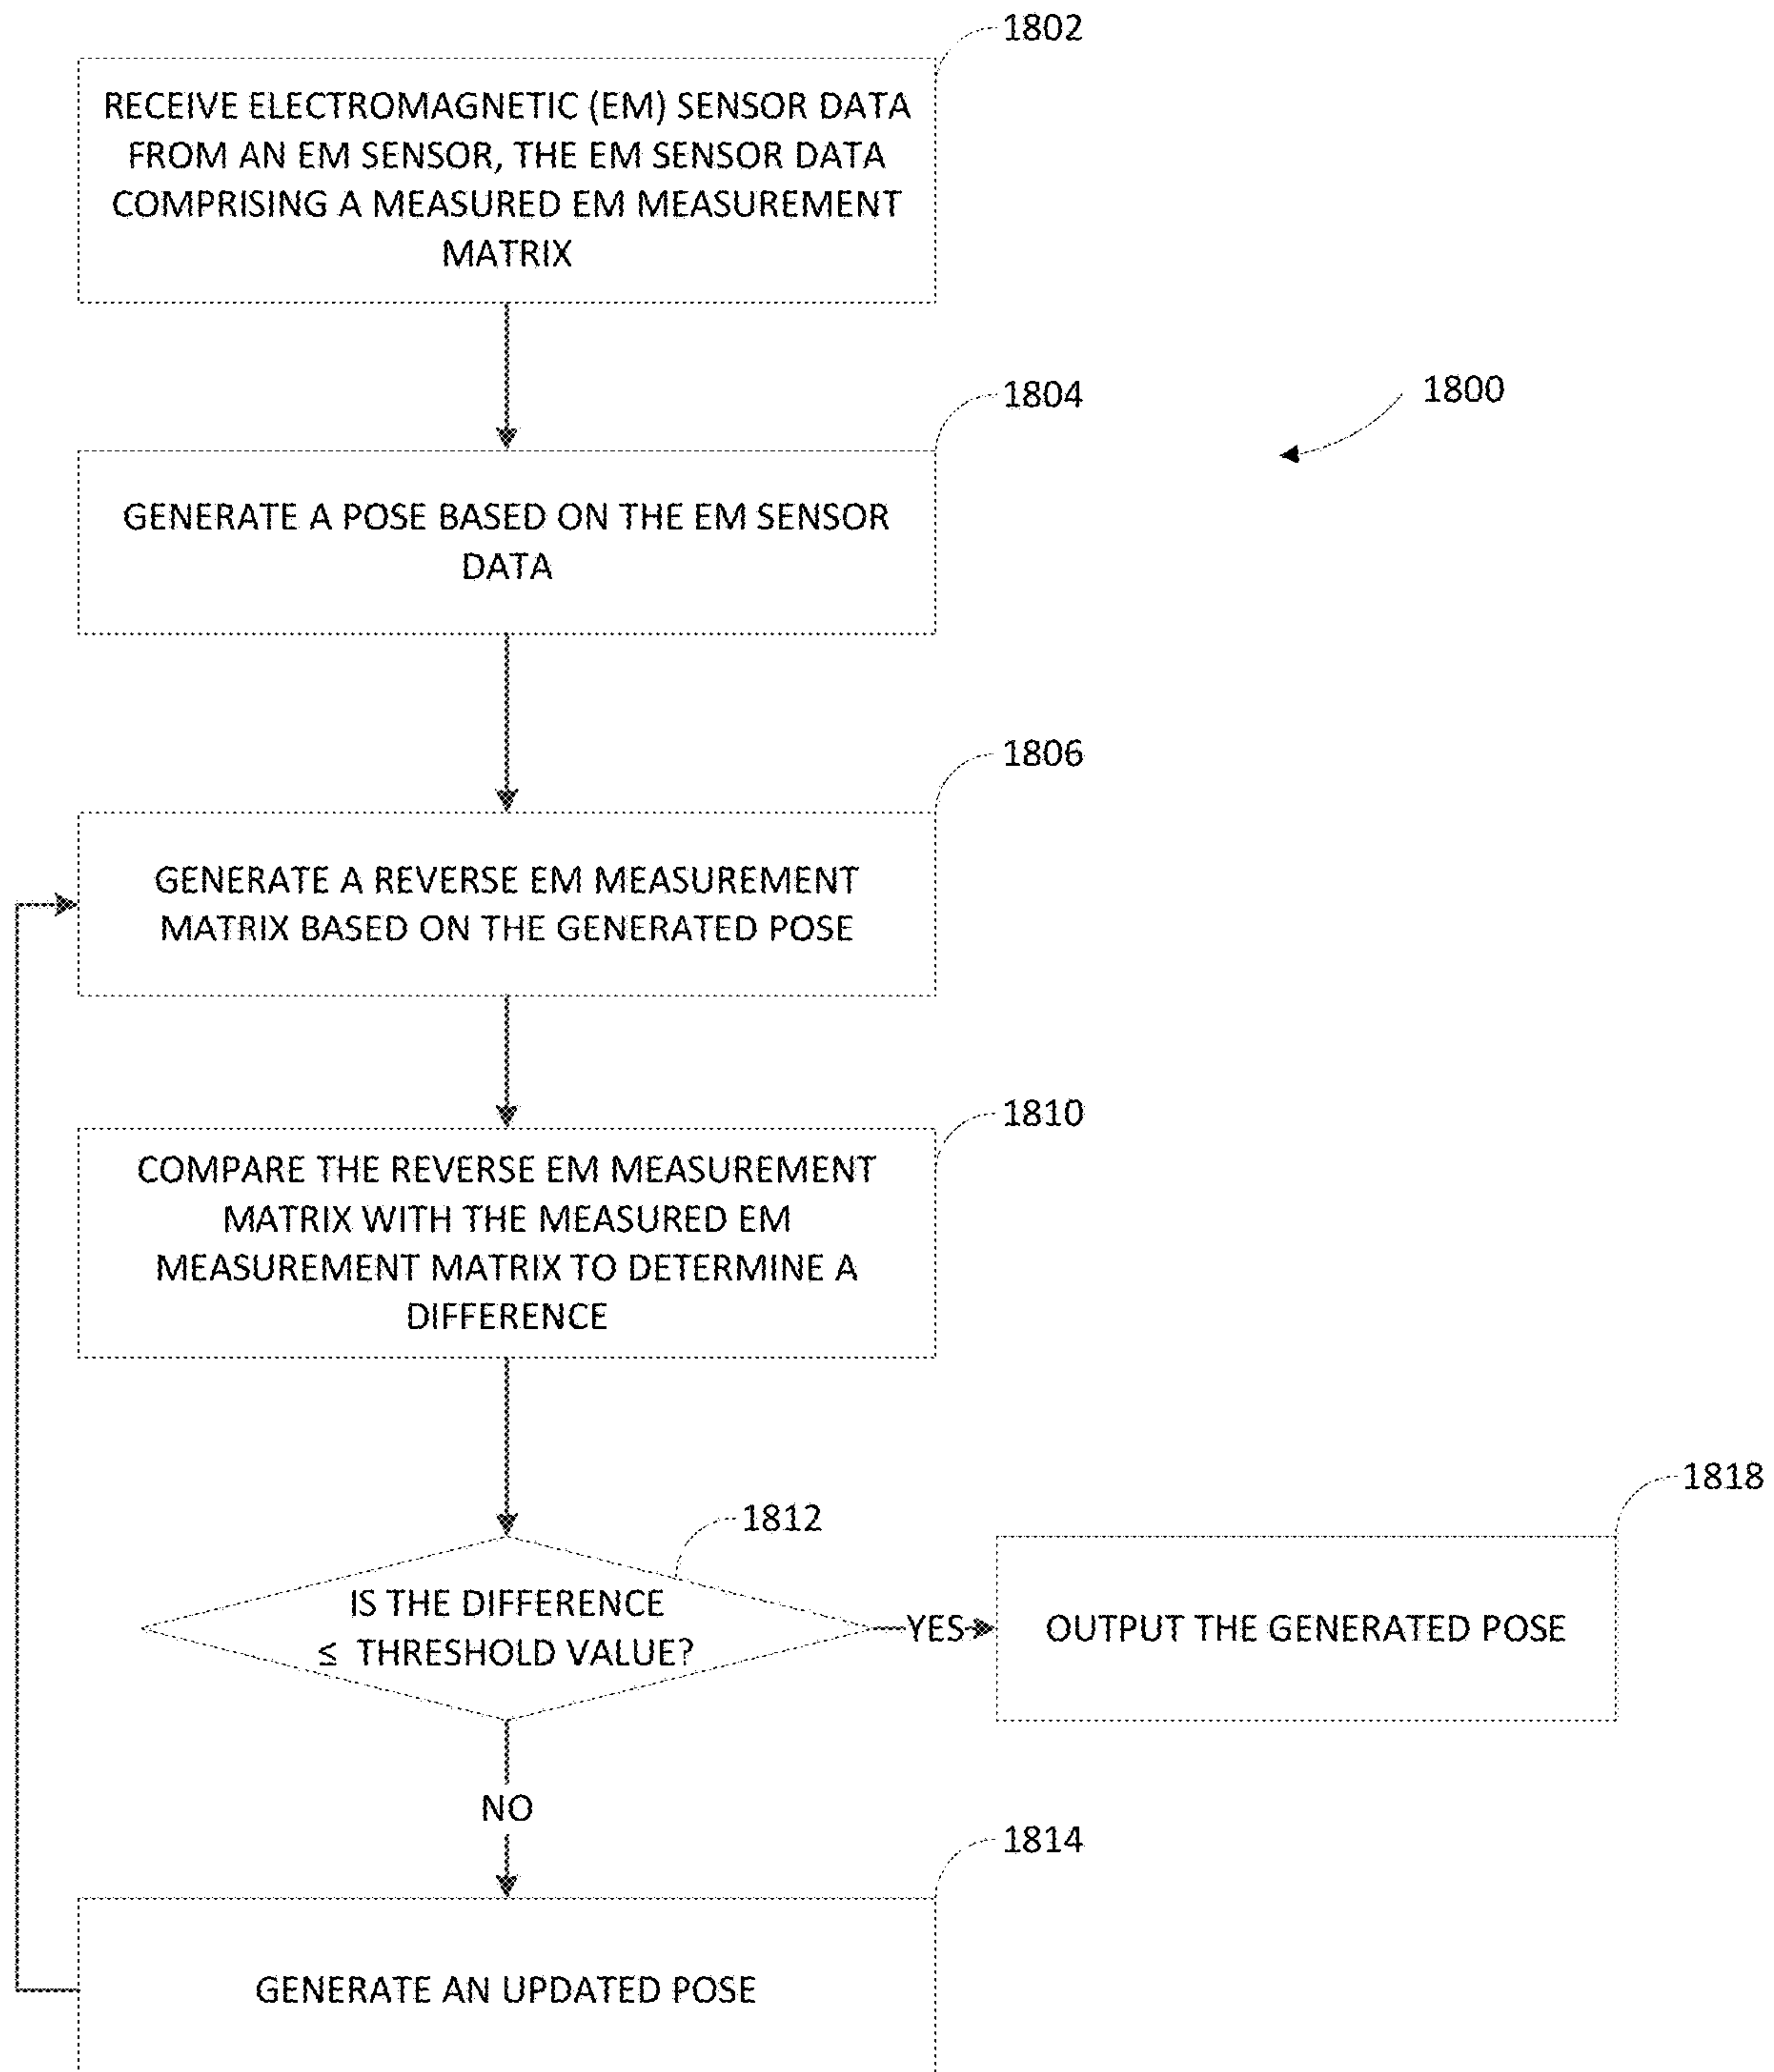 1802
RECEIVE ELECTROMAGNETIC (EM) SENSOR DATA
FROM AN EM SENSOR, THE EM SENSOR DATA
COMPRISING A MEASURED EM MEASUREMENT
MATRIX
1804
1800
GENERATE A POSE BASED ON THE EM SENSOR
DATA
1806
GENERATE A REVERSE EM MEASUREMENT
MATRIX BASED ON THE GENERATED POSE
1810
COMPARE THE REVERSE EM MEASUREMENT
MATRIX WITH THE MEASURED EM
MEASUREMENT MATRIX TO DETERMINE A
DIFFERENCE
1818
1812
IS THE DIFFERENCE
≤ THRESHOLD VALUE?
YES
OUTPUT THE GENERATED POSE
NO
1814
GENERATE AN UPDATED POSE